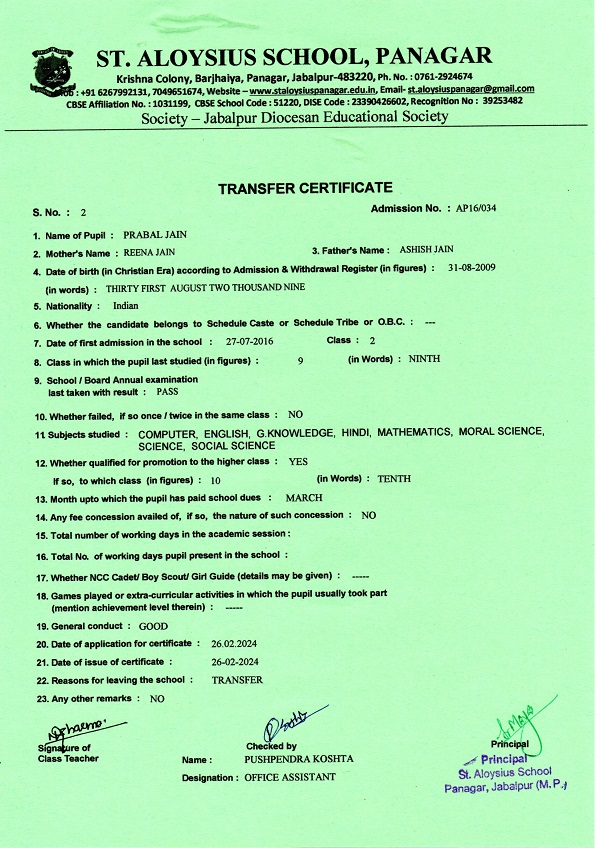 ST. ALOYSIUS SCHOOL, PANAGAR
Krishna Colony, Barjhaiya, Panagar, Jabalpur-483220, Ph. No. : 0761-2924674
Mob : +91 6267992131, 7049651674, Website – www.staloysiuspanagar.edu.in, Email- st.aloysiuspanagar@gmail.com
CBSE Affiliation No. : 1031199, CBSE School Code : 51220, DISE Code : 23390426602, Recognition No : 39253482
Society – Jabalpur Diocesan Educational Society
TRANSFER CERTIFICATE
S. No. : 2 Admission No. : AP16/034
1. Name of Pupil : PRABAL JAIN
2. Mother's Name : REENA JAIN 3. Father's Name : ASHISH JAIN
4. Date of birth (in Christian Era) according to Admission & Withdrawal Register (in figures) : 31-08-2009
(in words) : THIRTY FIRST AUGUST TWO THOUSAND NINE
5. Nationality : Indian
6. Whether the candidate belongs to Schedule Caste or Schedule Tribe or O.B.C. : ---
7. Date of first admission in the school : 27-07-2016 Class : 2
8. Class in which the pupil last studied (in figures) : 9 (in Words) : NINTH
9. School / Board Annual examination
last taken with result : PASS
10. Whether failed, if so once / twice in the same class : NO
11. Subjects studied : COMPUTER, ENGLISH, G.KNOWLEDGE, HINDI, MATHEMATICS, MORAL SCIENCE,
SCIENCE, SOCIAL SCIENCE
12. Whether qualified for promotion to the higher class : YES
If so, to which class (in figures) : 10 (in Words) : TENTH
13. Month upto which the pupil has paid school dues : MARCH
14. Any fee concession availed of, if so, the nature of such concession : NO
15. Total number of working days in the academic session :
16. Total No. of working days pupil present in the school :
17. Whether NCC Cadet/ Boy Scout/ Girl Guide (details may be given) : -----
18. Games played or extra-curricular activities in which the pupil usually took part
(mention achievement level therein) : -----
19. General conduct : GOOD
20. Date of application for certificate : 26.02.2024
21. Date of issue of certificate : 26-02-2024
22. Reasons for leaving the school : TRANSFER
23. Any other remarks : NO
Signature of Checked by Principal
Class Teacher Name : PUSHPENDRA KOSHTA
Designation : OFFICE ASSISTANT
Principal
St. Aloysius School
Panagar, Jabalpur (M.P.)